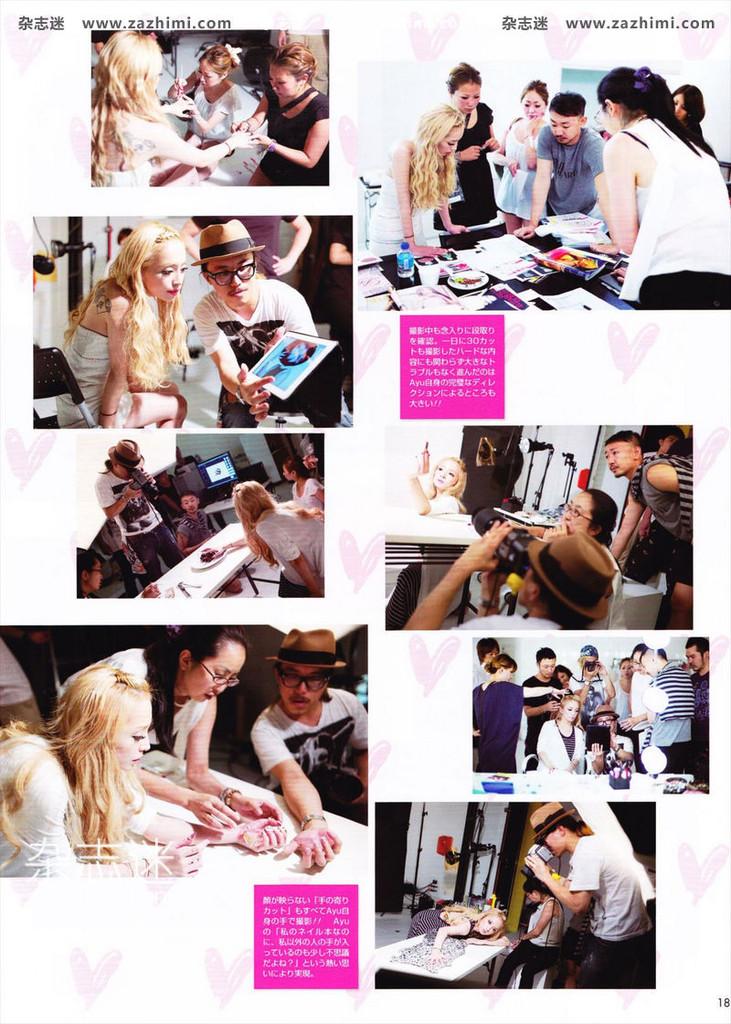 杂志迷 www.zazhimi.com 杂志迷 www.zazhimi.com
撮影中も念入りに段取り
を確認。一日に30カッ
トも撮影したハードな内
容にも関わらず大きなト
ラブルもなく進んだのは
Ayu自身の完璧なディレ
クションによるところも
大きい!!
杂志迷
顔が映らない「手の寄り
カット」もすべてAyu自
身の手で撮影!! Ayu
の「私のネイル本なの
に、私以外の人の手が入
っているのも少し不思議
だよね?」という熱い思
いにより実現。
18